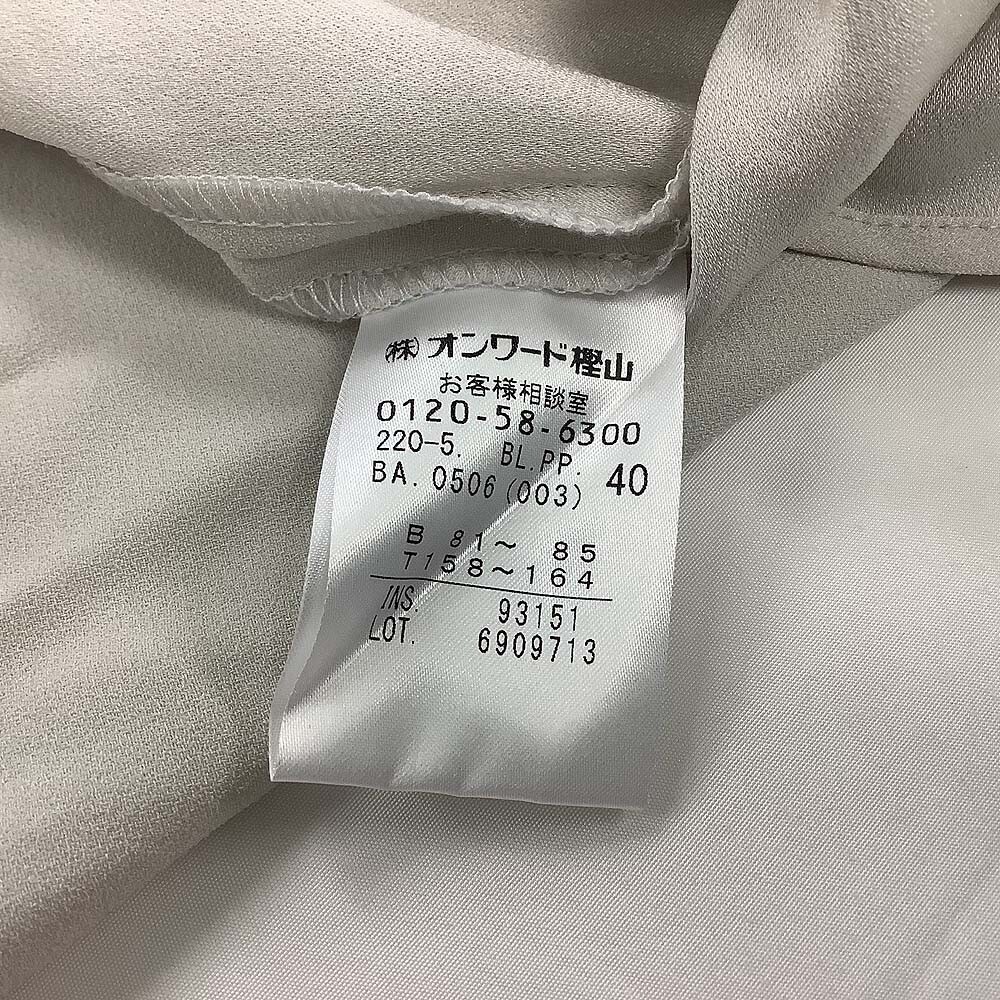 (株)オンワード樫山
お客様相談室
0120-58-6300
220-5. BL.PP. 40
BA.0506(003)
B 81～ 85
T158～164
INS. 93151
LOT. 6909713